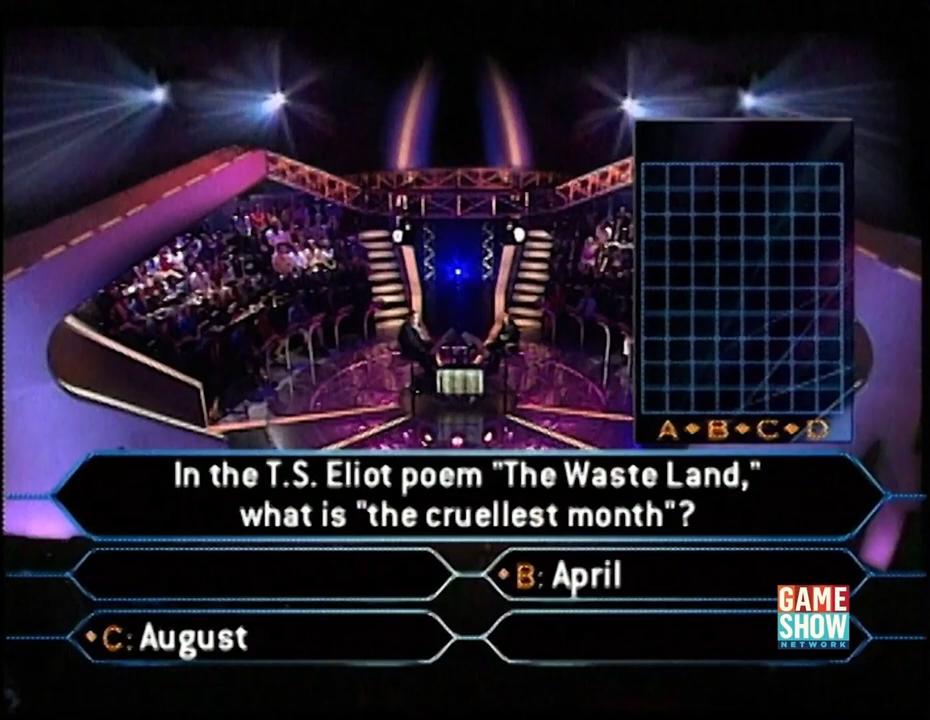 A B C D
In the T.S. Eliot poem "The Waste Land,"
what is "the cruellest month"?
B: April
C: August
GAME
SHOW
NETWORK